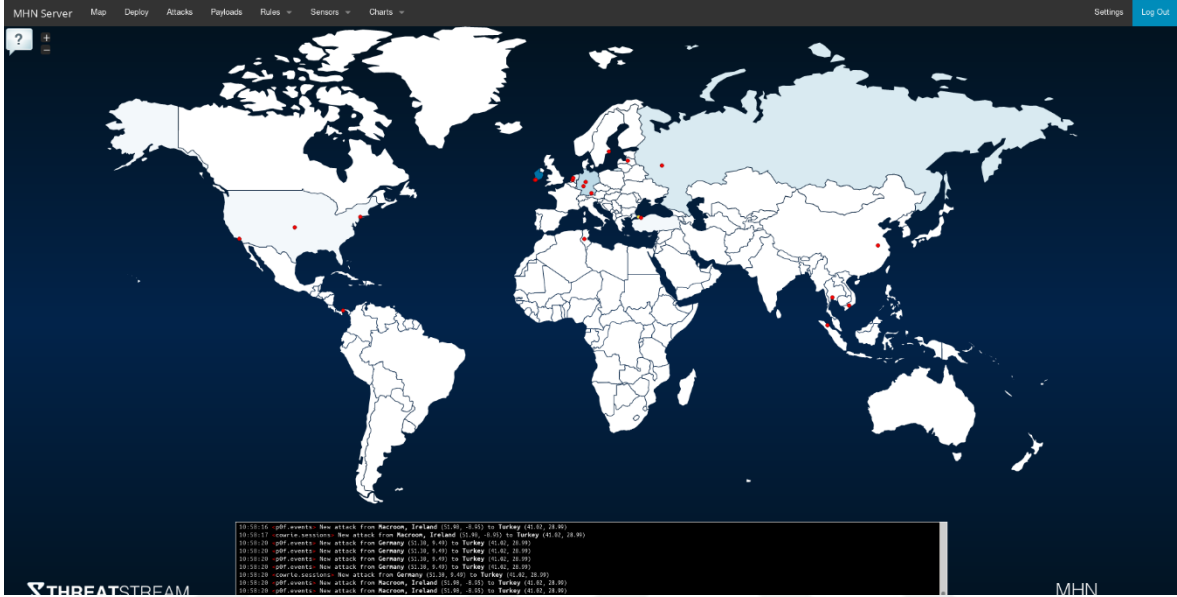 MHN Server Map Deploy Attacks Payloads Rules Sensors Charts Settings Log Out
?
+
−
10:58:16 <p0f.events> New attack from Macroom, Ireland (51.90, -8.95) to Turkey (41.02, 28.99)
10:58:17 <cowrie.sessions> New attack from Macroom, Ireland (51.90, -8.95) to Turkey (41.02, 28.99)
10:58:20 <p0f.events> New attack from Germany (51.30, 9.49) to Turkey (41.02, 28.99)
10:58:20 <p0f.events> New attack from Germany (51.30, 9.49) to Turkey (41.02, 28.99)
10:58:20 <p0f.events> New attack from Germany (51.30, 9.49) to Turkey (41.02, 28.99)
10:58:20 <p0f.events> New attack from Germany (51.30, 9.49) to Turkey (41.02, 28.99)
10:58:20 <cowrie.sessions> New attack from Germany (51.30, 9.49) to Turkey (41.02, 28.99)
10:58:20 <p0f.events> New attack from Macroom, Ireland (51.90, -8.95) to Turkey (41.02, 28.99)
10:58:20 <p0f.events> New attack from Macroom, Ireland (51.90, -8.95) to Turkey (41.02, 28.99)
THREATSTREAM
MHN